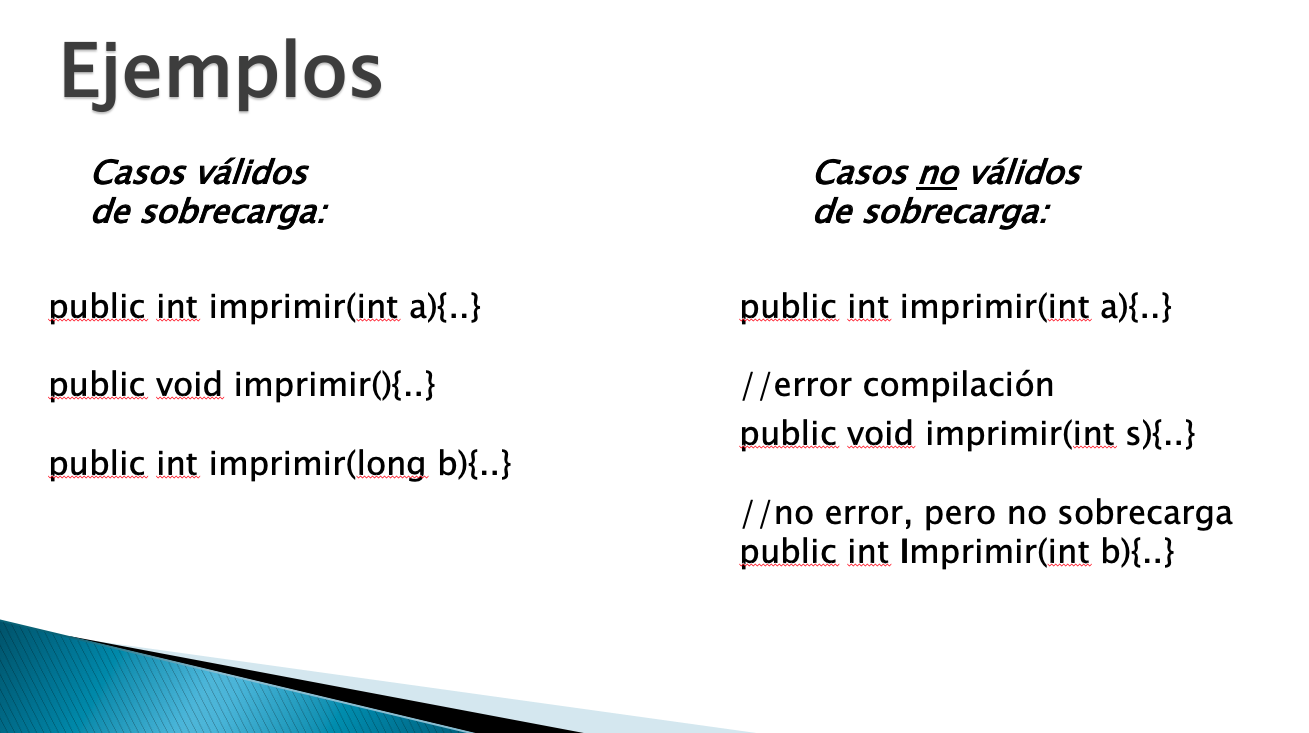 Ejemplos
Casos válidos
de sobrecarga:
public int imprimir(int a){..}
public void imprimir(){..}
public int imprimir(long b){..}
Casos no válidos
de sobrecarga:
public int imprimir(int a){..}
//error compilación
public void imprimir(int s){..}
//no error, pero no sobrecarga
public int Imprimir(int b){..}